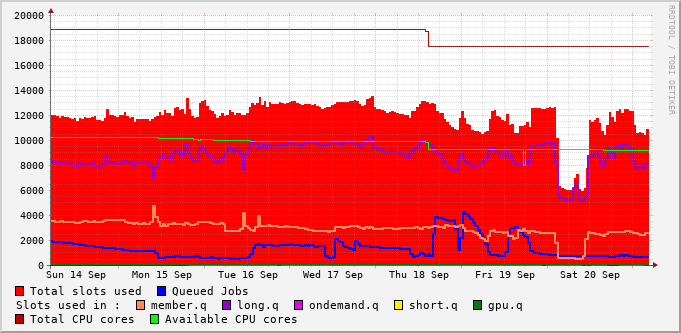 20000
18000
16000
14000
12000
10000
8000
6000
4000
2000
0
Sun 14 Sep Mon 15 Sep Tue 16 Sep Wed 17 Sep Thu 18 Sep Fri 19 Sep Sat 20 Sep
RRDTOOL / TOBI OETIKER
Total slots used Queued Jobs
Slots used in : member.q long.q ondemand.q short.q gpu.q
Total CPU cores Available CPU cores